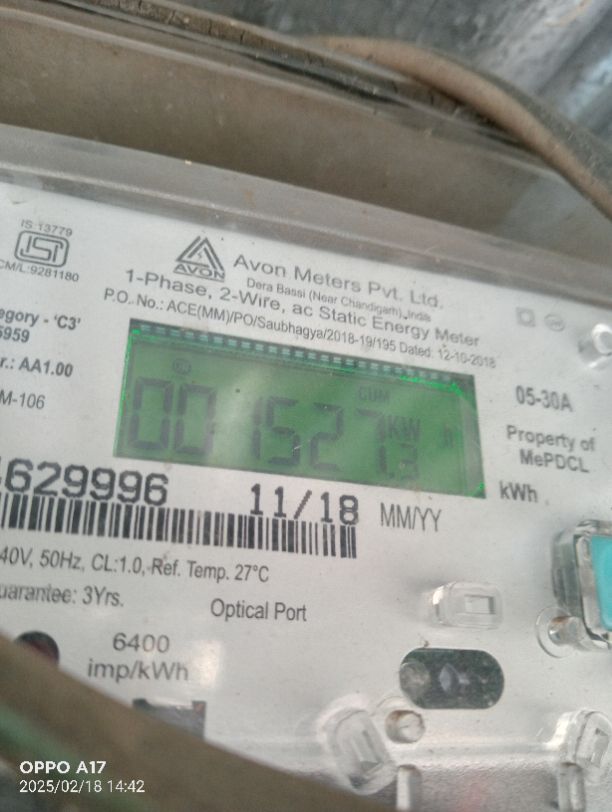 IS 13779
ISI
CM/L:9281180
AVON
Avon Meters Pvt. Ltd.
Dera Bassi (Near Chandigarh), India
1-Phase, 2-Wire, ac Static Energy Meter
P.O. No.: ACE(MM)/PO/Saubhagya/2018-19/195 Dated: 12-10-2018
egory - 'C3'
5959
r.: AA1.00
M-106
CUM
001527.3
KW h
05-30A
Property of
MePDCL
kWh
629996
11/18 MM/YY
40V, 50Hz, CL:1.0, Ref. Temp. 27°C
uarantee: 3Yrs.
Optical Port
6400
imp/kWh
OPPO A17
2025/02/18 14:42